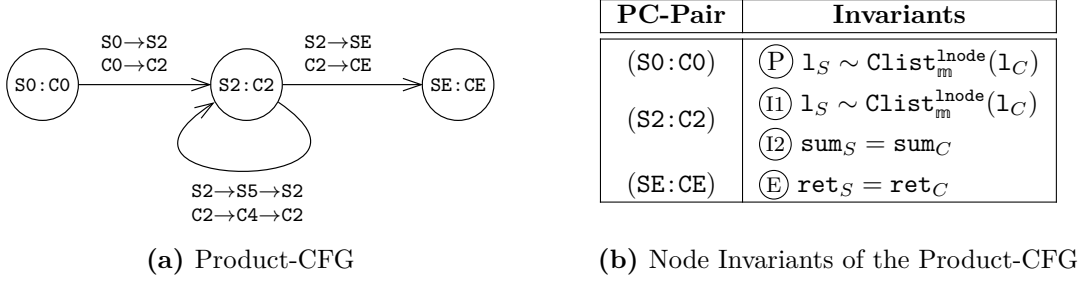 S0→S2
C0→C2
S2→SE
C2→CE
S0:C0
S2:C2
SE:CE
S2→S5→S2
C2→C4→C2
(a) Product-CFG
PC-Pair Invariants
(S0:C0) Ⓟ l_S ∼ Clist_𝕞^lnode(l_C)
(S2:C2) (I1) l_S ∼ Clist_𝕞^lnode(l_C)
(I2) sum_S = sum_C
(SE:CE) Ⓔ ret_S = ret_C
(b) Node Invariants of the Product-CFG